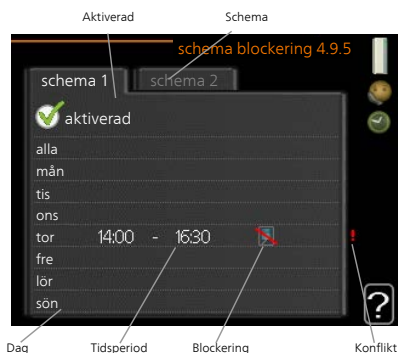 Aktiverad Schema
schema blockering 4.9.5
schema 1 schema 2
aktiverad
alla
mån
tis
ons
tor 14:00 - 16:30 !
fre
lör
sön
?
Dag Tidsperiod Blockering Konflikt